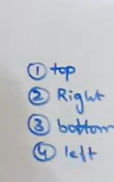 ① top
② Right
③ bottom
④ left